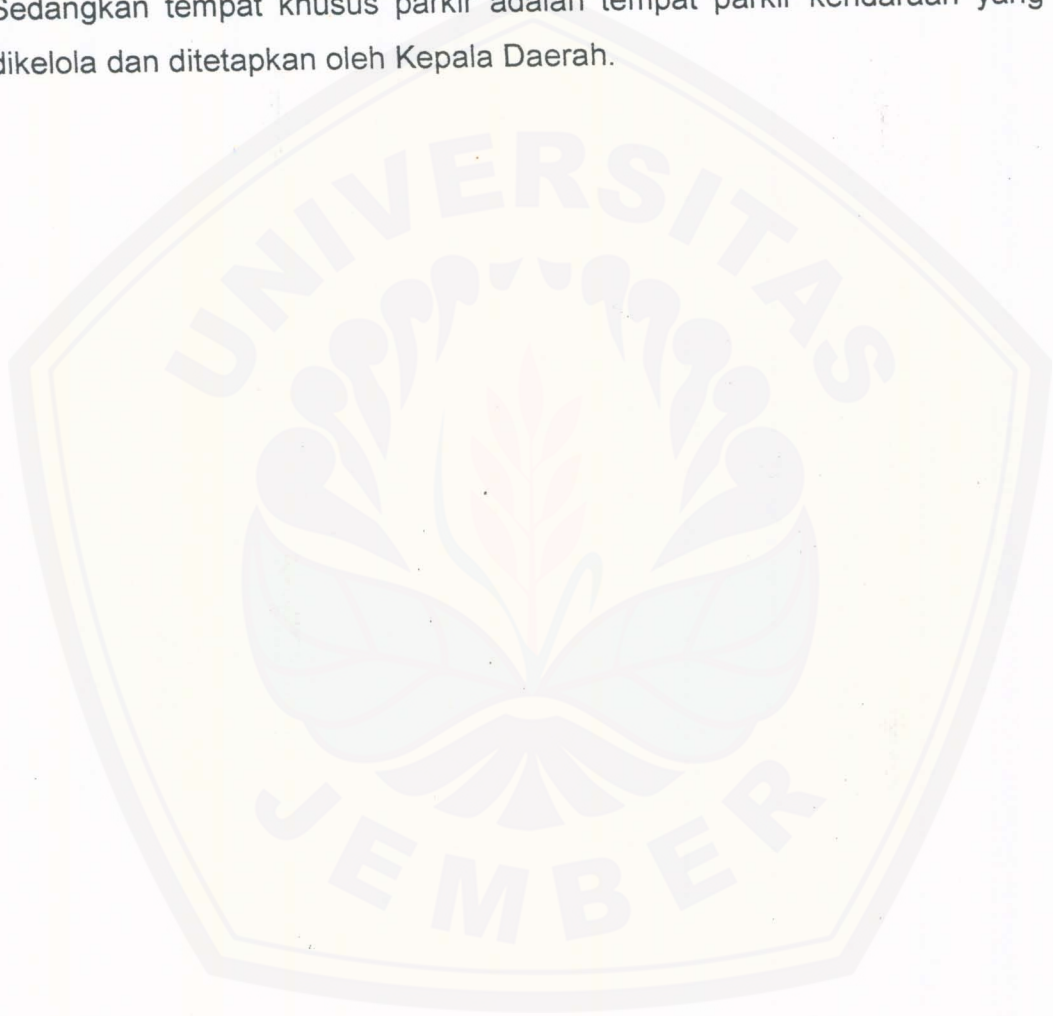 Sedangkan tempat khusus parkir adalah tempat parkir kendaraan yang
dikelola dan ditetapkan oleh Kepala Daerah.
UNIVERSITAS
JEMBER